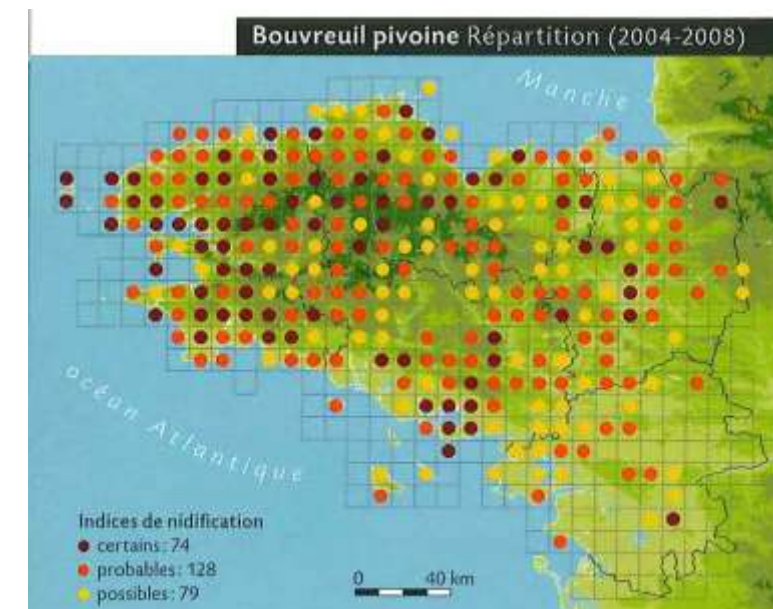 Bouvreuil pivoine Répartition (2004-2008)
Manche
océan Atlantique
Indices de nidification
certains: 74
probables: 128
possibles: 79
0 40 km